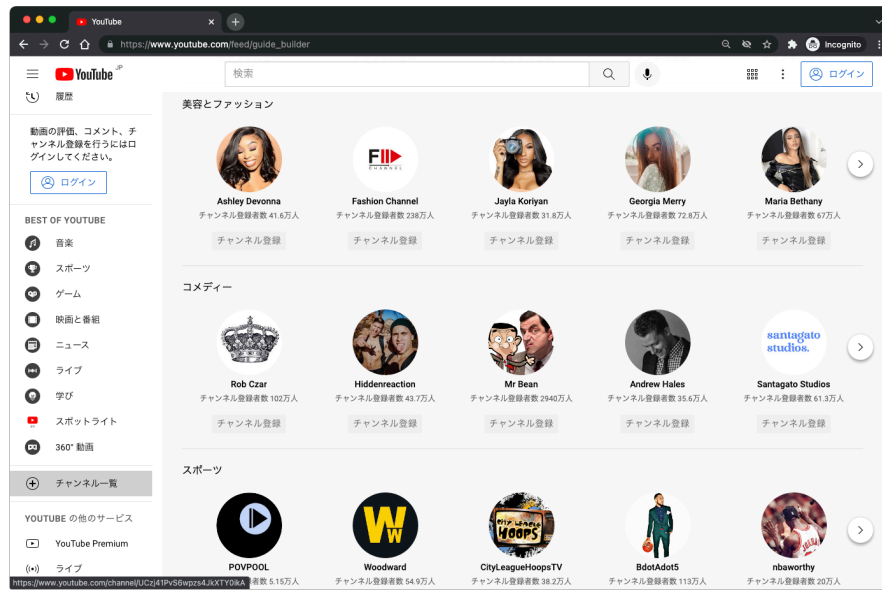 YouTube
https://www.youtube.com/feed/guide_builder
Incognito
YouTube JP
検索
ログイン
履歴
動画の評価、コメント、チ
ャンネル登録を行うにはロ
グインしてください。
ログイン
BEST OF YOUTUBE
音楽
スポーツ
ゲーム
映画と番組
ニュース
ライブ
学び
スポットライト
360° 動画
チャンネル一覧
YOUTUBE の他のサービス
YouTube Premium
ライブ
https://www.youtube.com/channel/UCzj41PvS6wpzs4JkXTY0ikA
美容とファッション
FII
CHANNEL
Ashley Devonna
Fashion Channel
Jayla Koriyan
Georgia Merry
Maria Bethany
チャンネル登録者数 41.6万人
チャンネル登録者数 238万人
チャンネル登録者数 31.8万人
チャンネル登録者数 72.8万人
チャンネル登録者数 67万人
チャンネル登録
チャンネル登録
チャンネル登録
チャンネル登録
チャンネル登録
コメディー
santagato
studios.
Rob Czar
Hiddenreaction
Mr Bean
Andrew Hales
Santagato Studios
チャンネル登録者数 102万人
チャンネル登録者数 43.7万人
チャンネル登録者数 2940万人
チャンネル登録者数 35.6万人
チャンネル登録者数 61.3万人
チャンネル登録
チャンネル登録
チャンネル登録
チャンネル登録
チャンネル登録
スポーツ
W
W
CITY LEAGUE
HOOPS
POVPOOL
Woodward
CityLeagueHoopsTV
BdotAdot5
nbaworthy
者数 5.15万人
チャンネル登録者数 54.9万人
チャンネル登録者数 38.2万人
チャンネル登録者数 113万人
チャンネル登録者数 20万人